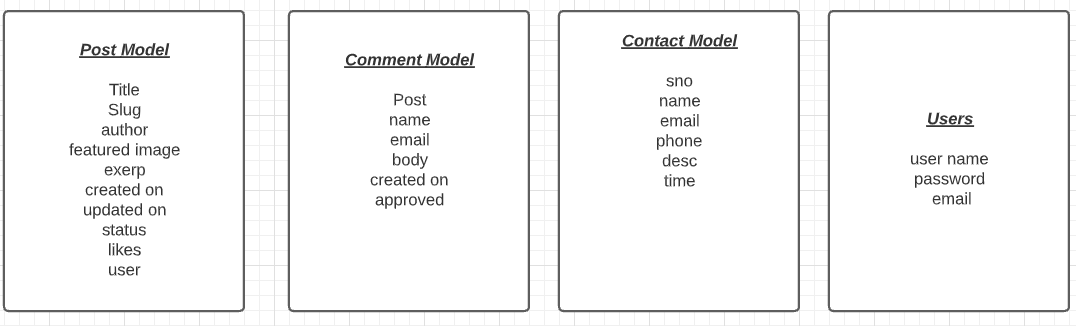 Post Model
Title
Slug
author
featured image
exerp
created on
updated on
status
likes
user
Comment Model
Post
name
email
body
created on
approved
Contact Model
sno
name
email
phone
desc
time
Users
user name
password
email